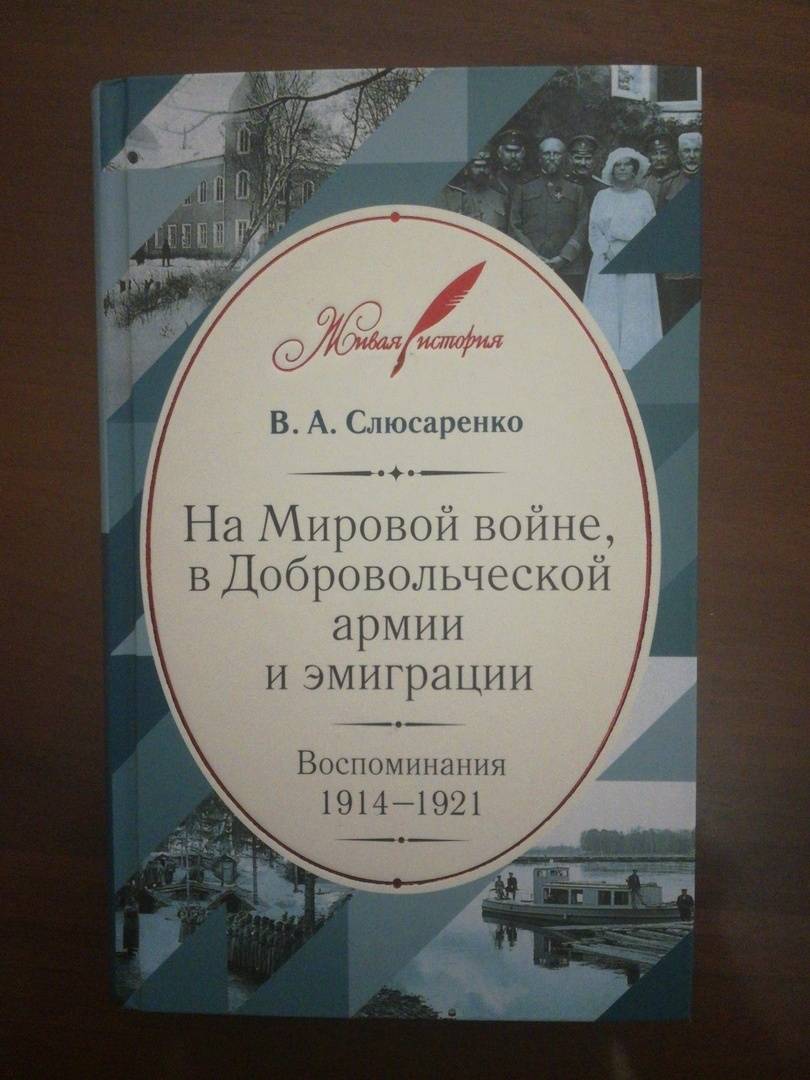 Живая история
В. А. Слюсаренко
На Мировой войне,
в Добровольческой
армии
и эмиграции
Воспоминания
1914–1921